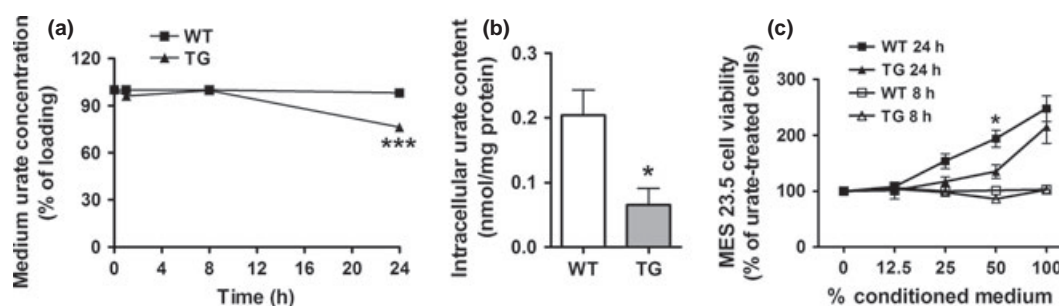 (a)
WT
TG
Medium urate concentration
(% of loading)
120
90
60
30
0
***
0 4 8 12 16 20 24
Time (h)
(b)
Intracellular urate content
(nmol/mg protein)
0.3
0.2
0.1
0.0
*
WT TG
(c)
WT 24 h
TG 24 h
WT 8 h
TG 8 h
MES 23.5 cell viability
(% of urate-treated cells)
300
200
100
0
*
0 12.5 25 50 100
% conditioned medium